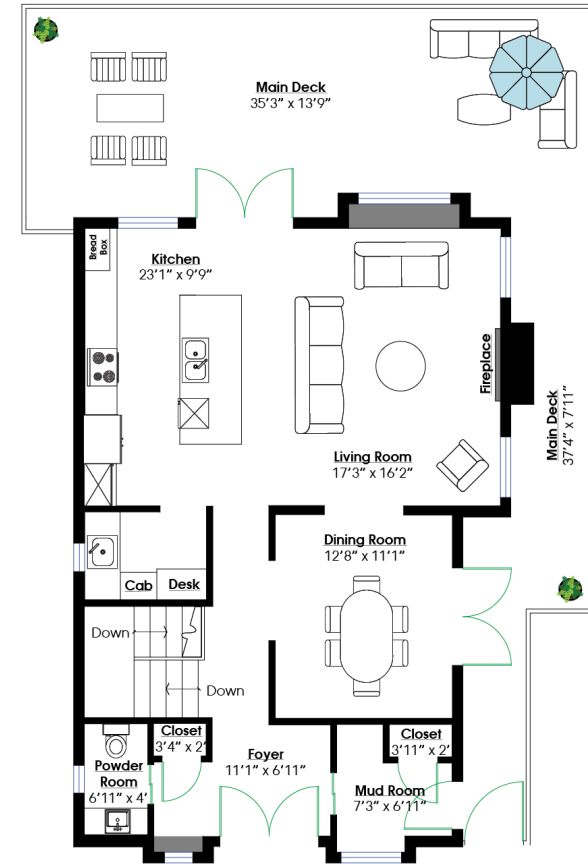 Main Deck
35'3" x 13'9"
Bread
Box
Kitchen
23'1" x 9'9"
Fireplace
Main Deck
37'4" x 7'11"
Living Room
17'3" x 16'2"
Dining Room
12'8" x 11'1"
Cab
Desk
Down
Down
Closet
3'4" x 2'
Foyer
11'1" x 6'11"
Closet
3'11" x 2'
Powder
Room
6'11" x 4'
Mud Room
7'3" x 6'11"